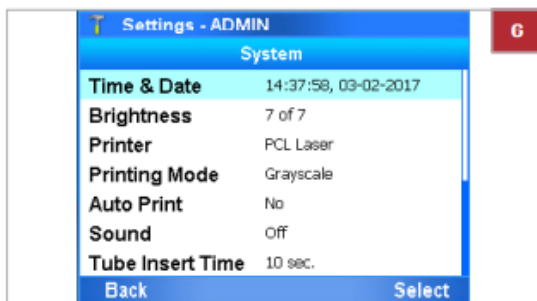 Settings - ADMIN
6
System
Time & Date 14:37:58, 03-02-2017
Brightness 7 of 7
Printer PCL Laser
Printing Mode Grayscale
Auto Print No
Sound Off
Tube Insert Time 10 sec.
Back Select